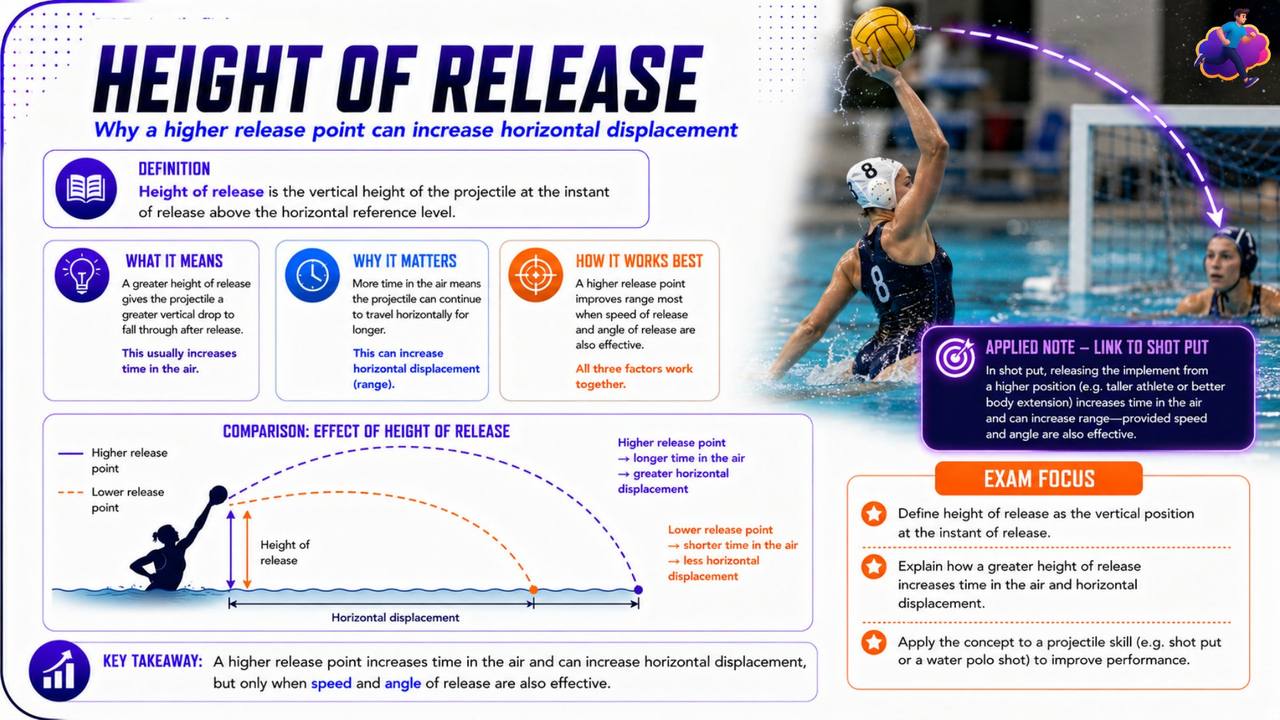 HEIGHT OF RELEASE
Why a higher release point can increase horizontal displacement
DEFINITION
Height of release is the vertical height of the projectile at the instant
of release above the horizontal reference level.
WHAT IT MEANS
A greater height of release
gives the projectile a
greater vertical drop to
fall through after release.
This usually increases
time in the air.
WHY IT MATTERS
More time in the air means
the projectile can continue
to travel horizontally for
longer.
This can increase
horizontal displacement
(range).
HOW IT WORKS BEST
A higher release point
improves range most
when speed of release
and angle of release are
also effective.
All three factors work
together.
8
8
APPLIED NOTE – LINK TO SHOT PUT
In shot put, releasing the implement from
a higher position (e.g. taller athlete or better
body extension) increases time in the air
and can increase range—provided speed
and angle are also effective.
COMPARISON: EFFECT OF HEIGHT OF RELEASE
Higher release
point
Lower release
point
Height of
release
Horizontal displacement
Higher release point
→ longer time in the air
→ greater horizontal
displacement
Lower release point
→ shorter time in the air
→ less horizontal
displacement
EXAM FOCUS
Define height of release as the vertical position
at the instant of release.
Explain how a greater height of release
increases time in the air and horizontal
displacement.
Apply the concept to a projectile skill (e.g. shot put
or a water polo shot) to improve performance.
KEY TAKEAWAY: A higher release point increases time in the air and can increase horizontal displacement,
but only when speed and angle of release are also effective.